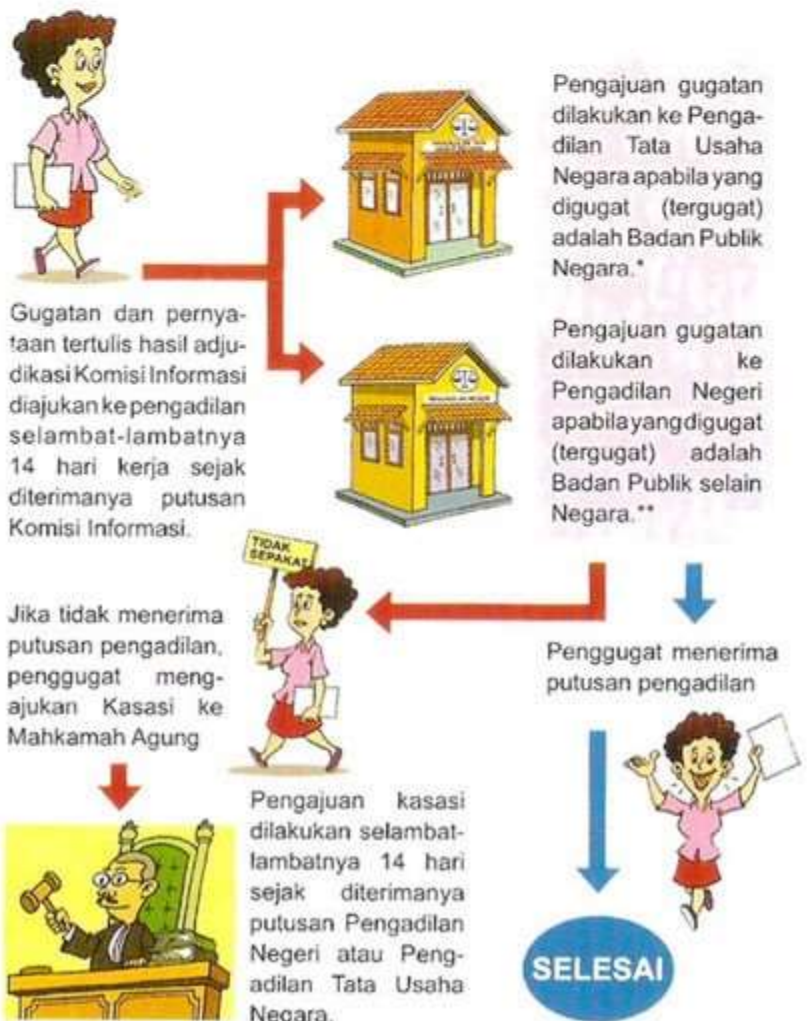 Gugatan dan pernya-
taan tertulis hasil adju-
dikasi Komisi Informasi
diajukan ke pengadilan
selambat-lambatnya
14 hari kerja sejak
diterimanya putusan
Komisi Informasi.
Pengajuan gugatan
dilakukan ke Penga-
dilan Tata Usaha
Negara apabila yang
digugat (tergugat)
adalah Badan Publik
Negara.*
Pengajuan gugatan
dilakukan ke
Pengadilan Negeri
apabila yang digugat
(tergugat) adalah
Badan Publik selain
Negara.**
TIDAK
SEPAKAT
Jika tidak menerima
putusan pengadilan,
penggugat meng-
ajukan Kasasi ke
Mahkamah Agung
Penggugat menerima
putusan pengadilan
Pengajuan kasasi
dilakukan selambat-
lambatnya 14 hari
sejak diterimanya
putusan Pengadilan
Negeri atau Peng-
adilan Tata Usaha
Negara.
SELESAI